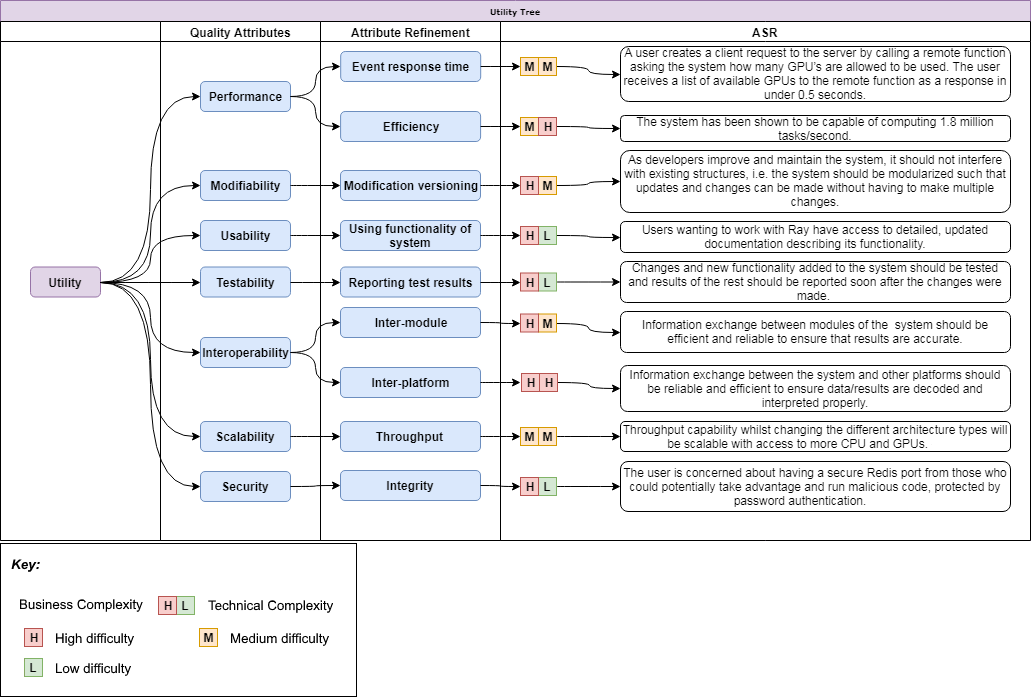 Utility Tree
Quality Attributes
Attribute Refinement
ASR
Utility
Performance
Event response time
M M
A user creates a client request to the server by calling a remote function
asking the system how many GPU's are allowed to be used. The user
receives a list of available GPUs to the remote function as a response in
under 0.5 seconds.
Efficiency
M H
The system has been shown to be capable of computing 1.8 million
tasks/second.
Modifiability
Modification versioning
H M
As developers improve and maintain the system, it should not interfere
with existing structures, i.e. the system should be modularized such that
updates and changes can be made without having to make multiple
changes.
Usability
Using functionality of
system
H L
Users wanting to work with Ray have access to detailed, updated
documentation describing its functionality.
Testability
Reporting test results
H L
Changes and new functionality added to the system should be tested
and results of the rest should be reported soon after the changes were
made.
Interoperability
Inter-module
H M
Information exchange between modules of the system should be
efficient and reliable to ensure that results are accurate.
Inter-platform
H H
Information exchange between the system and other platforms should
be reliable and efficient to ensure data/results are decoded and
interpreted properly.
Scalability
Throughput
M M
Throughput capability whilst changing the different architecture types will
be scalable with access to more CPU and GPUs.
Security
Integrity
H L
The user is concerned about having a secure Redis port from those who
could potentially take advantage and run malicious code, protected by
password authentication.
Key:
Business Complexity H L Technical Complexity
H High difficulty
M Medium difficulty
L Low difficulty